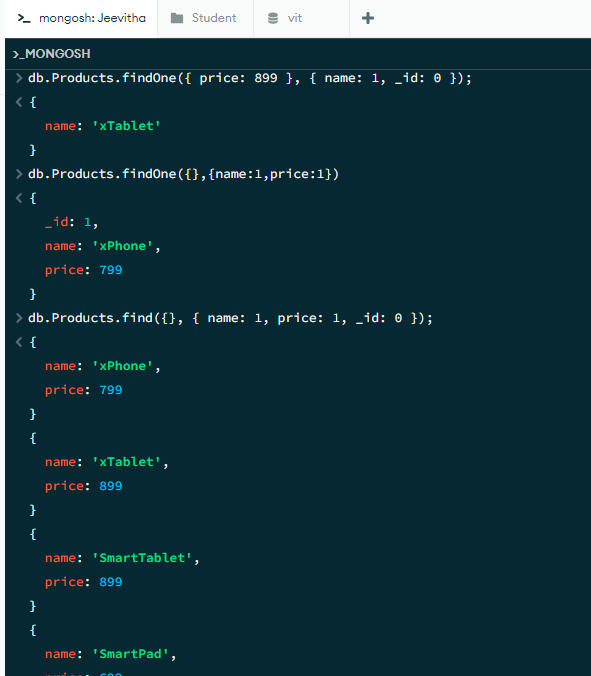 mongosh: Jeevitha
Student
vit
>_MONGOSH
db.Products.findOne({ price: 899 }, { name: 1, _id: 0 });
{
name: 'xTablet'
}
db.Products.findOne({},{name:1,price:1})
{
_id: 1,
name: 'xPhone',
price: 799
}
db.Products.find({}, { name: 1, price: 1, _id: 0 });
{
name: 'xPhone',
price: 799
}
{
name: 'xTablet',
price: 899
}
{
name: 'SmartTablet',
price: 899
}
{
name: 'SmartPad',